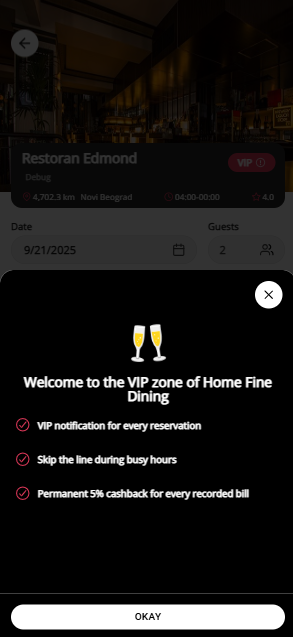 Restoran Edmond
VIP
Debug
4,702.3 km Novi Beograd
04:00-00:00
4.0
Date
Guests
9/21/2025
2
Welcome to the VIP zone of Home Fine
Dining
VIP notification for every reservation
Skip the line during busy hours
Permanent 5% cashback for every recorded bill
OKAY